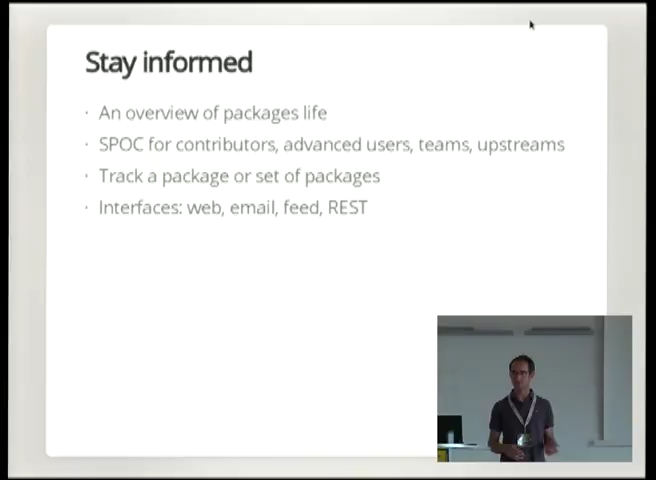 Stay informed
· An overview of packages life
· SPOC for contributors, advanced users, teams, upstreams
· Track a package or set of packages
· Interfaces: web, email, feed, REST